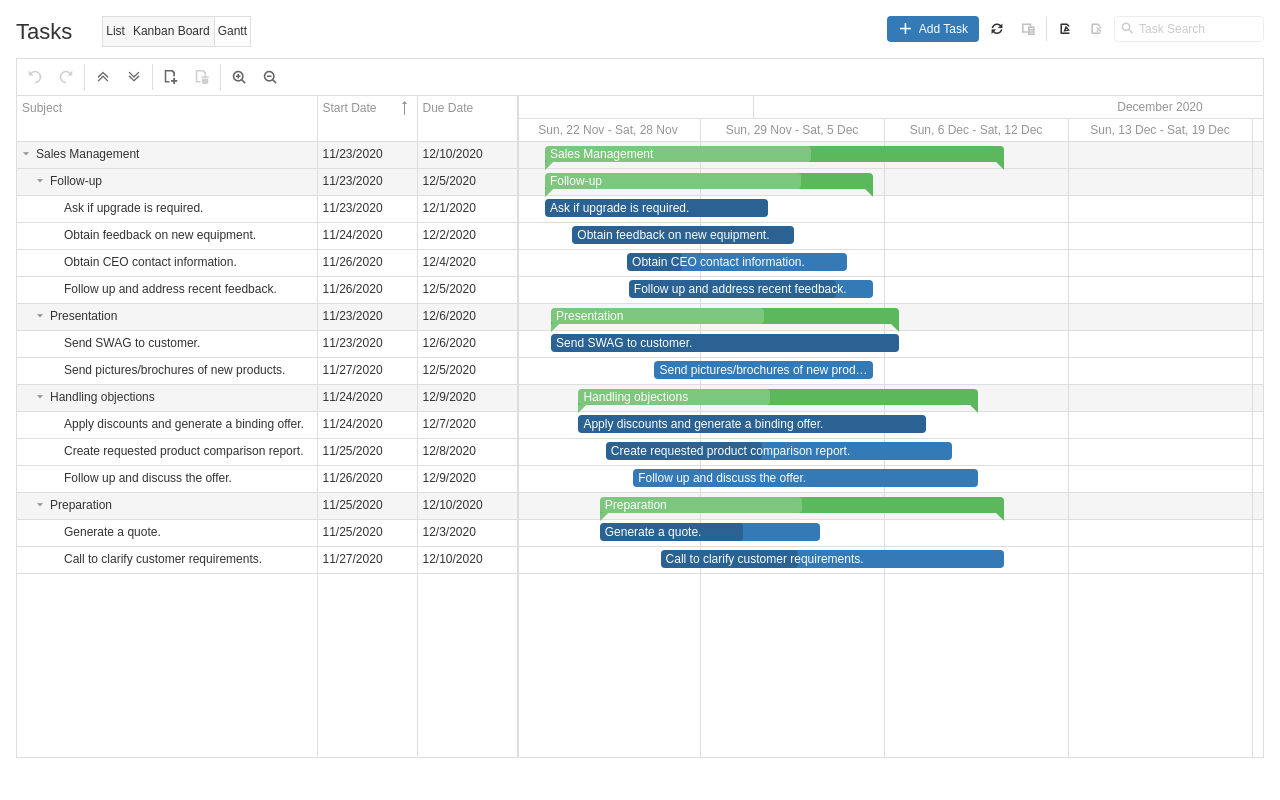 Tasks
List Kanban Board Gantt
Add Task
Task Search
Subject Start Date Due Date
December 2020
Sun, 22 Nov - Sat, 28 Nov Sun, 29 Nov - Sat, 5 Dec Sun, 6 Dec - Sat, 12 Dec Sun, 13 Dec - Sat, 19 Dec
Sales Management 11/23/2020 12/10/2020 Sales Management
Follow-up 11/23/2020 12/5/2020 Follow-up
Ask if upgrade is required. 11/23/2020 12/1/2020 Ask if upgrade is required.
Obtain feedback on new equipment. 11/24/2020 12/2/2020 Obtain feedback on new equipment.
Obtain CEO contact information. 11/26/2020 12/4/2020 Obtain CEO contact information.
Follow up and address recent feedback. 11/26/2020 12/5/2020 Follow up and address recent feedback.
Presentation 11/23/2020 12/6/2020 Presentation
Send SWAG to customer. 11/23/2020 12/6/2020 Send SWAG to customer.
Send pictures/brochures of new products. 11/27/2020 12/5/2020 Send pictures/brochures of new prod…
Handling objections 11/24/2020 12/9/2020 Handling objections
Apply discounts and generate a binding offer. 11/24/2020 12/7/2020 Apply discounts and generate a binding offer.
Create requested product comparison report. 11/25/2020 12/8/2020 Create requested product comparison report.
Follow up and discuss the offer. 11/26/2020 12/9/2020 Follow up and discuss the offer.
Preparation 11/25/2020 12/10/2020 Preparation
Generate a quote. 11/25/2020 12/3/2020 Generate a quote.
Call to clarify customer requirements. 11/27/2020 12/10/2020 Call to clarify customer requirements.